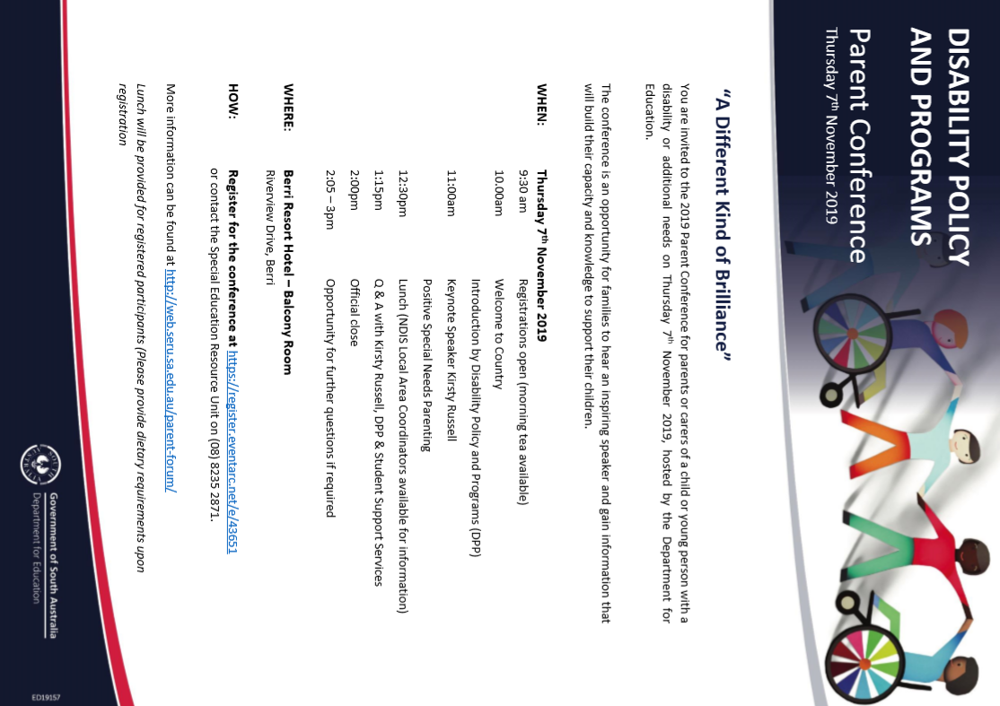 DISABILITY POLICY
AND PROGRAMS
Parent Conference
Thursday 7th November 2019
“A Different Kind of Brilliance”
You are invited to the 2019 Parent Conference for parents or carers of a child or young person with a
disability or additional needs on Thursday 7th November 2019, hosted by the Department for
Education.
The conference is an opportunity for families to hear an inspiring speaker and gain information that
will build their capacity and knowledge to support their children.
WHEN: Thursday 7th November 2019
9:30 am Registrations open (morning tea available)
10.00am Welcome to Country
Introduction by Disability Policy and Programs (DPP)
11:00am Keynote Speaker Kirsty Russell
Positive Special Needs Parenting
12:30pm Lunch (NDIS Local Area Coordinators available for information)
1:15pm Q & A with Kirsty Russell, DPP & Student Support Services
2:00pm Official close
2:05 – 3pm Opportunity for further questions if required
WHERE: Berri Resort Hotel – Balcony Room
Riverview Drive, Berri
HOW: Register for the conference at https://register.eventarc.net/e/43651
or contact the Special Education Resource Unit on (08) 8235 2871.
More information can be found at http://web.seru.sa.edu.au/parent-forum/
Lunch will be provided for registered participants (Please provide dietary requirements upon
registration
SOUTH AUSTRALIA
Government of South Australia
Department for Education
ED19157